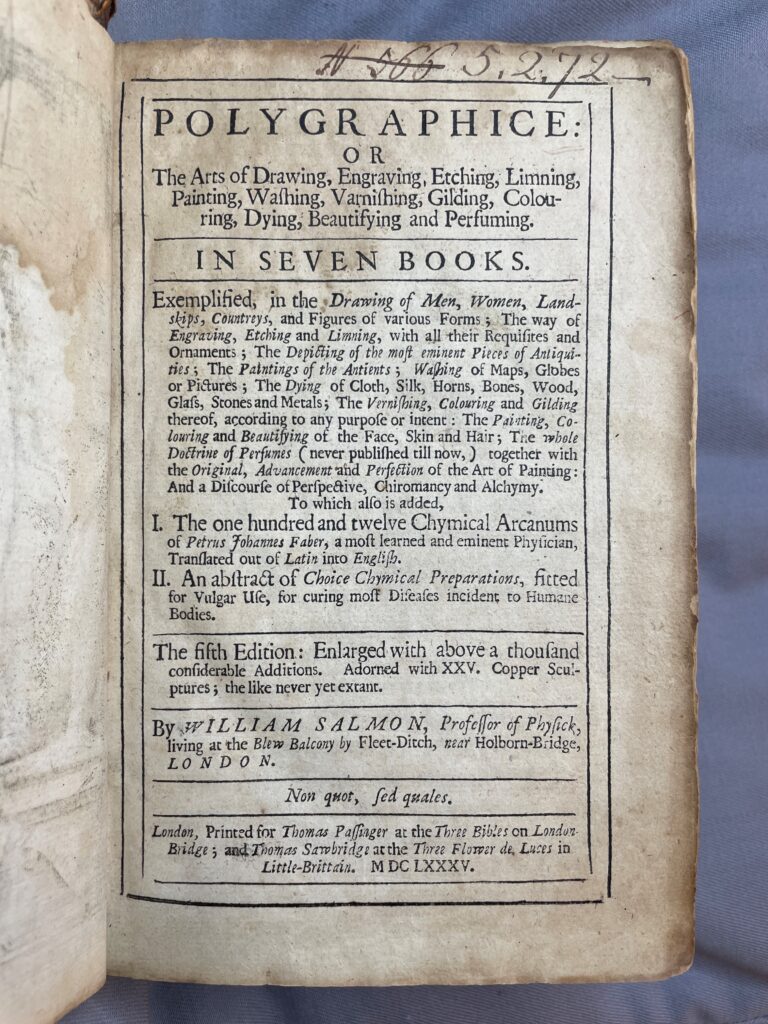 N 566 5.2.72
POLYGRAPHICE:
OR
The Arts of Drawing, Engraving, Etching, Limning,
Painting, Waſhing, Varniſhing, Gilding, Colou-
ring, Dying, Beautifying and Perfuming.
IN SEVEN BOOKS.
Exemplified, in the Drawing of Men, Women, Land-
skips, Countreys, and Figures of various Forms; The way of
Engraving, Etching and Limning, with all their Requiſites and
Ornaments; The Depicting of the moſt eminent Pieces of Antiqui-
ties; The Paintings of the Antients; Waſhing of Maps, Globes
or Pictures; The Dying of Cloth, Silk, Horns, Bones, Wood,
Glaſs, Stones and Metals; The Verniſhing, Colouring and Gilding
thereof, according to any purpoſe or intent: The Painting, Co-
louring and Beautifying of the Face, Skin and Hair; The whole
Doctrine of Perfumes (never publiſhed till now,) together with
the Original, Advancement and Perfection of the Art of Painting:
And a Diſcourſe of Perſpective, Chiromancy and Alchymy.
To which alſo is added,
I. The one hundred and twelve Chymical Arcanums
of Petrus Johannes Faber, a moſt learned and eminent Phyſician,
Tranſlated out of Latin into Engliſh.
II. An abſtract of Choice Chymical Preparations, fitted
for Vulgar Uſe, for curing moſt Diſeaſes incident to Humane
Bodies.
The fifth Edition: Enlarged with above a thouſand
conſiderable Additions. Adorned with XXV. Copper Scul-
ptures; the like never yet extant.
By WILLIAM SALMON, Profeſſor of Phyſick,
living at the Blew Balcony by Fleet-Ditch, near Holborn-Bridge,
LONDON.
Non quot, ſed quales.
London, Printed for Thomas Paſſinger at the Three Bibles on London-
Bridge; and Thomas Sawbridge at the Three Flower de Luces in
Little-Brittain. MDCLXXXV.